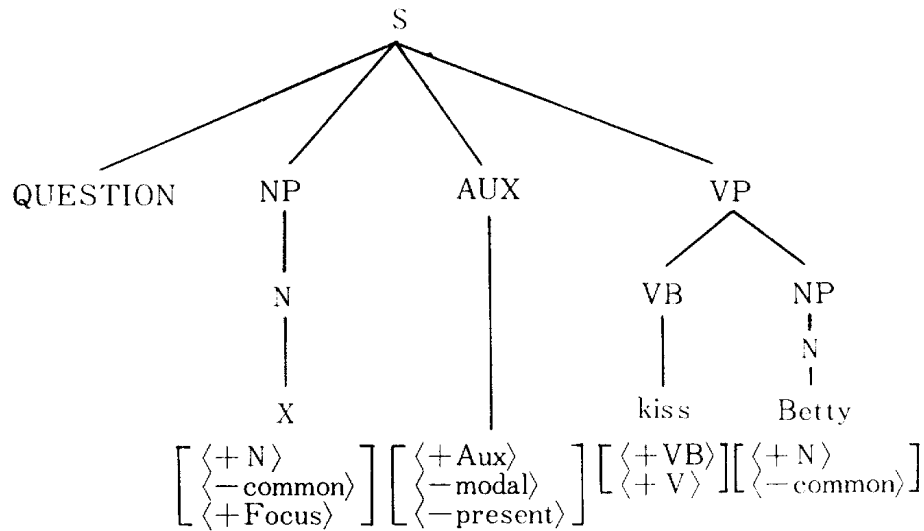 S
QUESTION NP AUX VP
N VB NP
N
X kiss Betty
[⟨+N⟩ ⟨−common⟩ ⟨+Focus⟩] [⟨+Aux⟩ ⟨−modal⟩ ⟨−present⟩] [⟨+VB⟩ ⟨+V⟩] [⟨+N⟩ ⟨−common⟩]